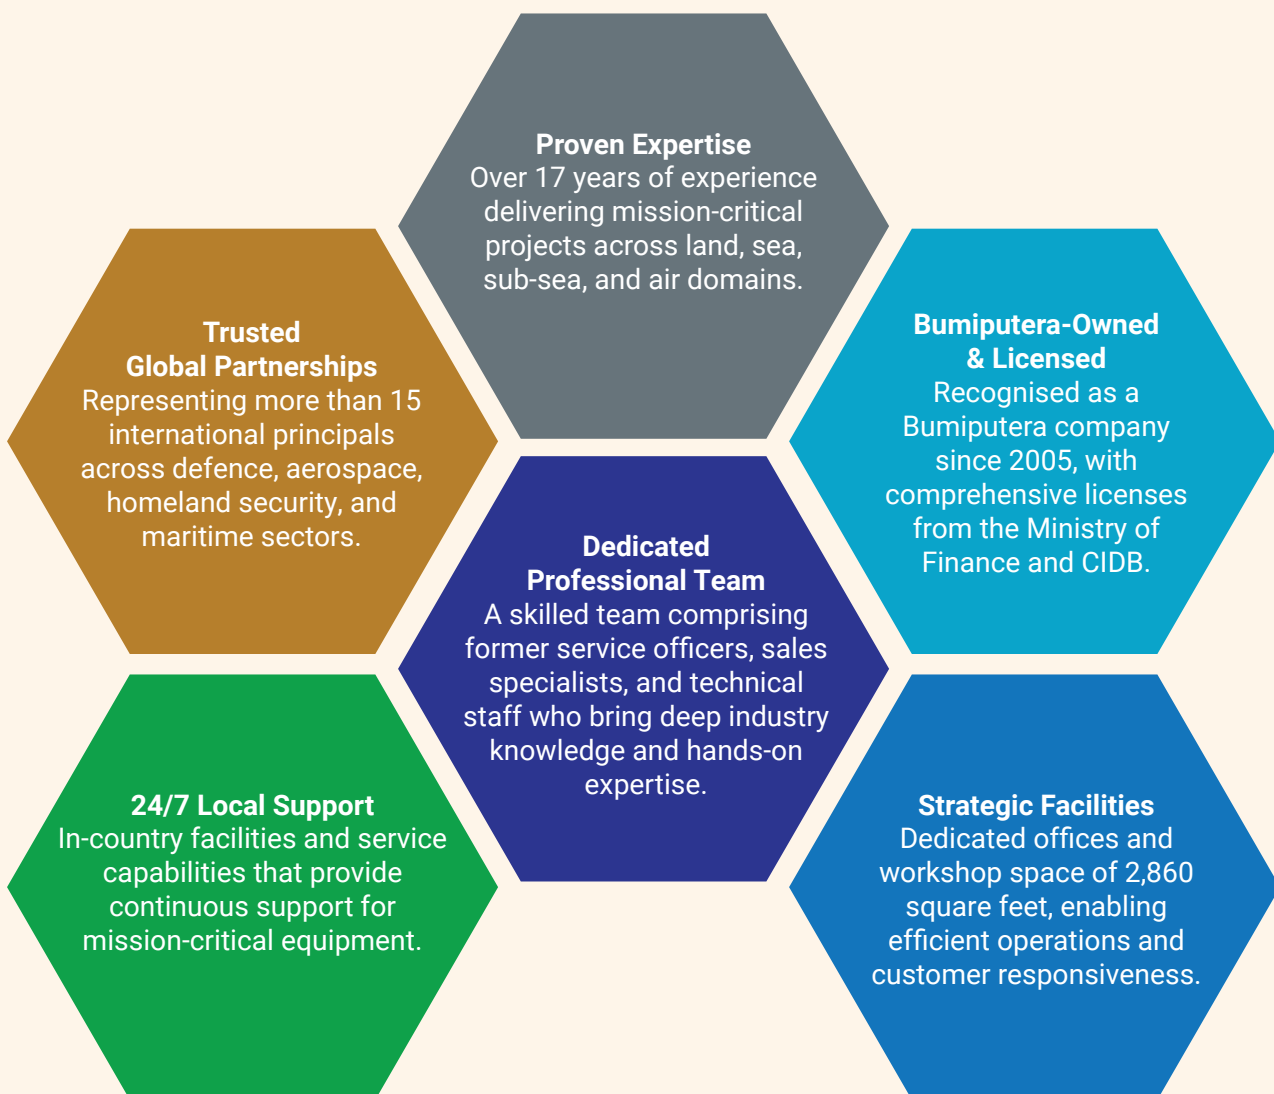 Proven Expertise
Over 17 years of experience
delivering mission-critical
projects across land, sea,
sub-sea, and air domains.
Trusted
Global Partnerships
Representing more than 15
international principals
across defence, aerospace,
homeland security, and
maritime sectors.
Bumiputera-Owned
& Licensed
Recognised as a
Bumiputera company
since 2005, with
comprehensive licenses
from the Ministry of
Finance and CIDB.
Dedicated
Professional Team
A skilled team comprising
former service officers, sales
specialists, and technical
staff who bring deep industry
knowledge and hands-on
expertise.
24/7 Local Support
In-country facilities and service
capabilities that provide
continuous support for
mission-critical equipment.
Strategic Facilities
Dedicated offices and
workshop space of 2,860
square feet, enabling
efficient operations and
customer responsiveness.